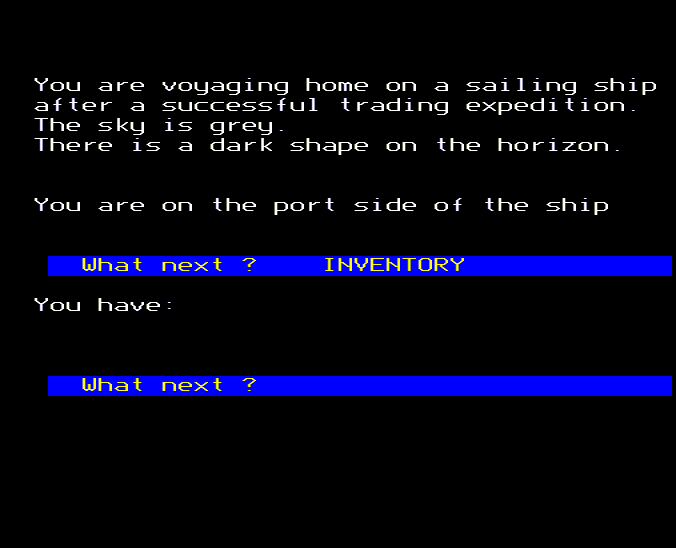 You are voyaging home on a sailing ship
after a successful trading expedition.
The sky is grey.
There is a dark shape on the horizon.
You are on the port side of the ship
What next ? INVENTORY
You have:
What next ?